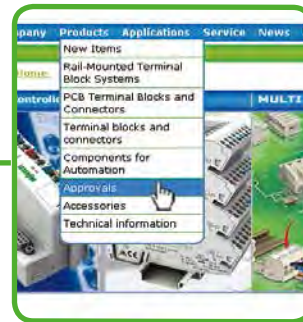 pany Products Applications Service News
New Items
Home
Rail-Mounted Terminal
Block Systems
ontrolle
PCB Terminal Blocks and
Connectors
MULTI
Terminal blocks and
connectors
Components for
Automation
Approvals
Accessories
Technical information